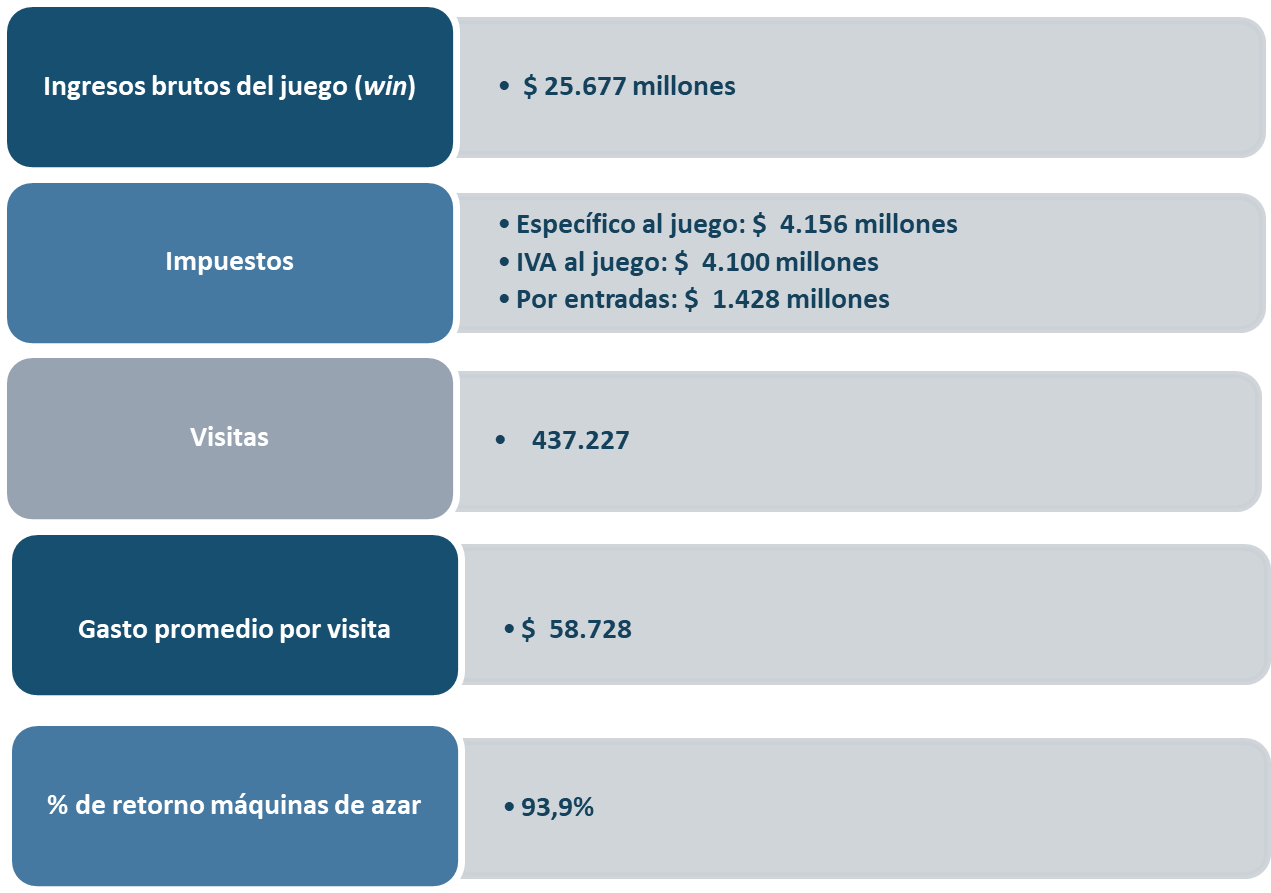 Ingresos brutos del juego (win)
• $ 25.677 millones
Impuestos
• Específico al juego: $ 4.156 millones
• IVA al juego: $ 4.100 millones
• Por entradas: $ 1.428 millones
Visitas
• 437.227
Gasto promedio por visita
• $ 58.728
% de retorno máquinas de azar
• 93,9%